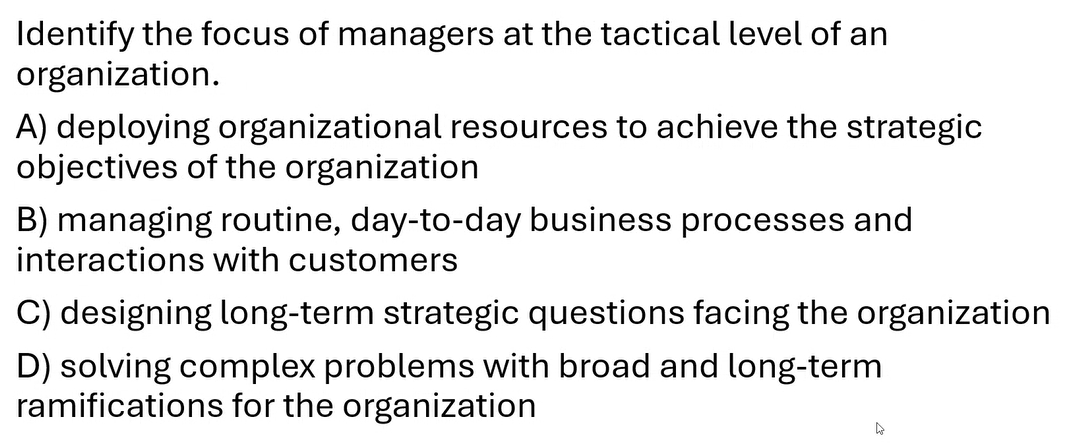 Identify the focus of managers at the tactical level of an
organization.
A) deploying organizational resources to achieve the strategic
objectives of the organization
B) managing routine, day-to-day business processes and
interactions with customers
C) designing long-term strategic questions facing the organization
D) solving complex problems with broad and long-term
ramifications for the organization